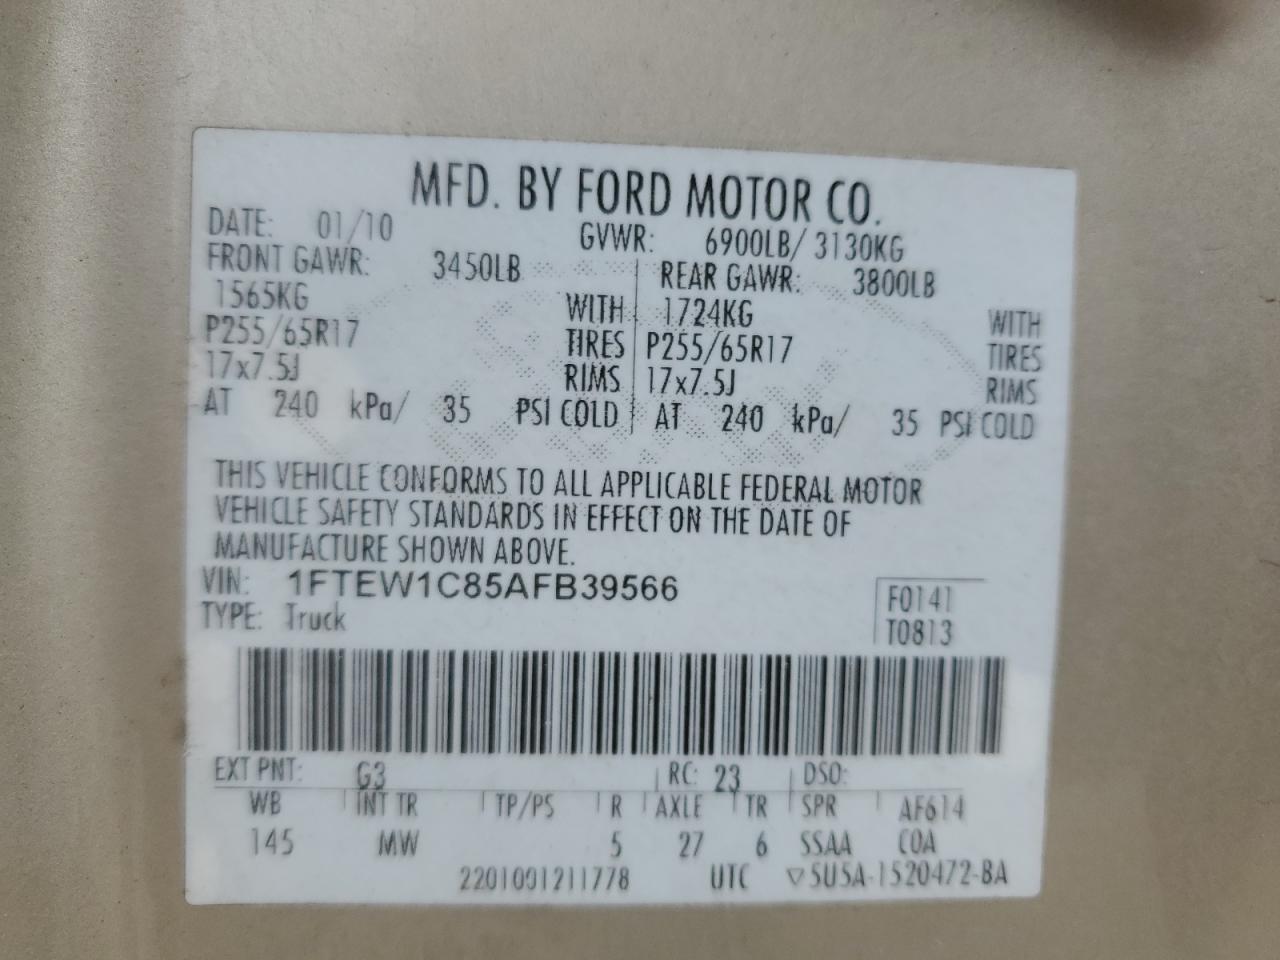 MFD. BY FORD MOTOR CO.
DATE: 01/10 GVWR: 6900LB/ 3130KG
FRONT GAWR: 3450LB REAR GAWR: 3800LB
1565KG WITH 1724KG WITH
P255/65R17 TIRES P255/65R17 TIRES
17x7.5J RIMS 17x7.5J RIMS
AT 240 kPa/ 35 PSI COLD AT 240 kPa/ 35 PSI COLD
THIS VEHICLE CONFORMS TO ALL APPLICABLE FEDERAL MOTOR
VEHICLE SAFETY STANDARDS IN EFFECT ON THE DATE OF
MANUFACTURE SHOWN ABOVE.
VIN: 1FTEW1C85AFB39566
TYPE: Truck
F0141
T0813
EXT PNT: G3 RC: 23 DSO:
WB INT TR TP/PS R AXLE TR SPR AF614
145 MW 5 27 6 SSAA COA
2201001211778 UTC ▽5U5A-1520472-BA